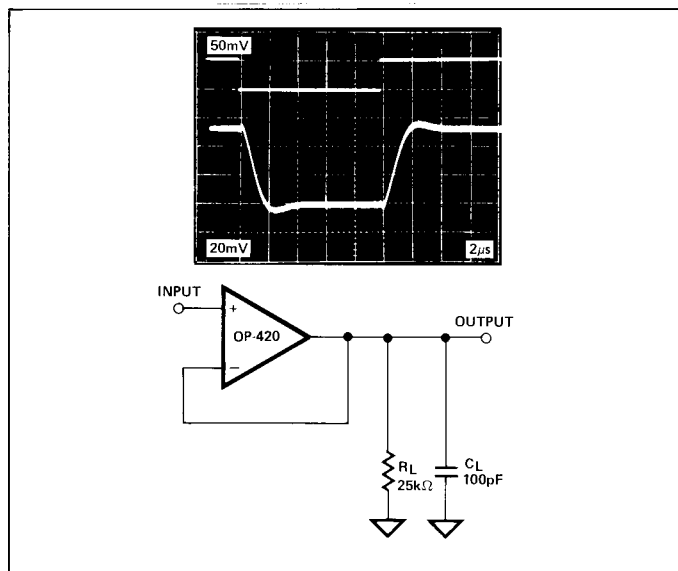 50mV
20mV 2μs
INPUT
+
OP-420
−
OUTPUT
RL
25kΩ
CL
100pF